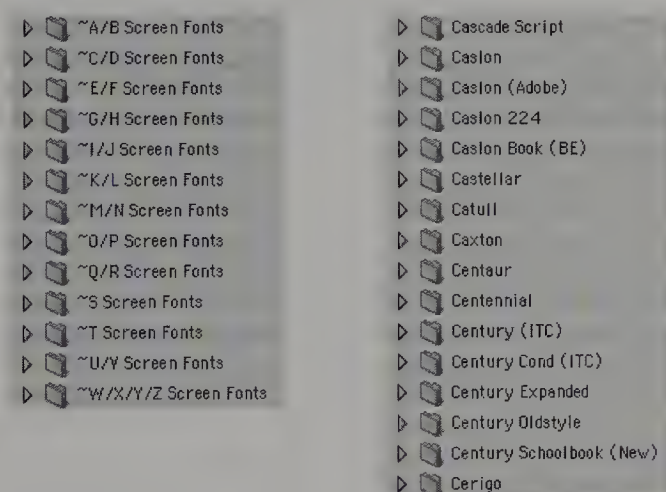 ~A/B Screen Fonts
~C/D Screen Fonts
~E/F Screen Fonts
~G/H Screen Fonts
~I/J Screen Fonts
~K/L Screen Fonts
~M/N Screen Fonts
~O/P Screen Fonts
~Q/R Screen Fonts
~S Screen Fonts
~T Screen Fonts
~U/V Screen Fonts
~W/X/Y/Z Screen Fonts
Cascade Script
Caslon
Caslon (Adobe)
Caslon 224
Caslon Book (BE)
Castellar
Catull
Caxton
Centaur
Centennial
Century (ITC)
Century Cond (ITC)
Century Expanded
Century Oldstyle
Century Schoolbook (New)
Cerigo